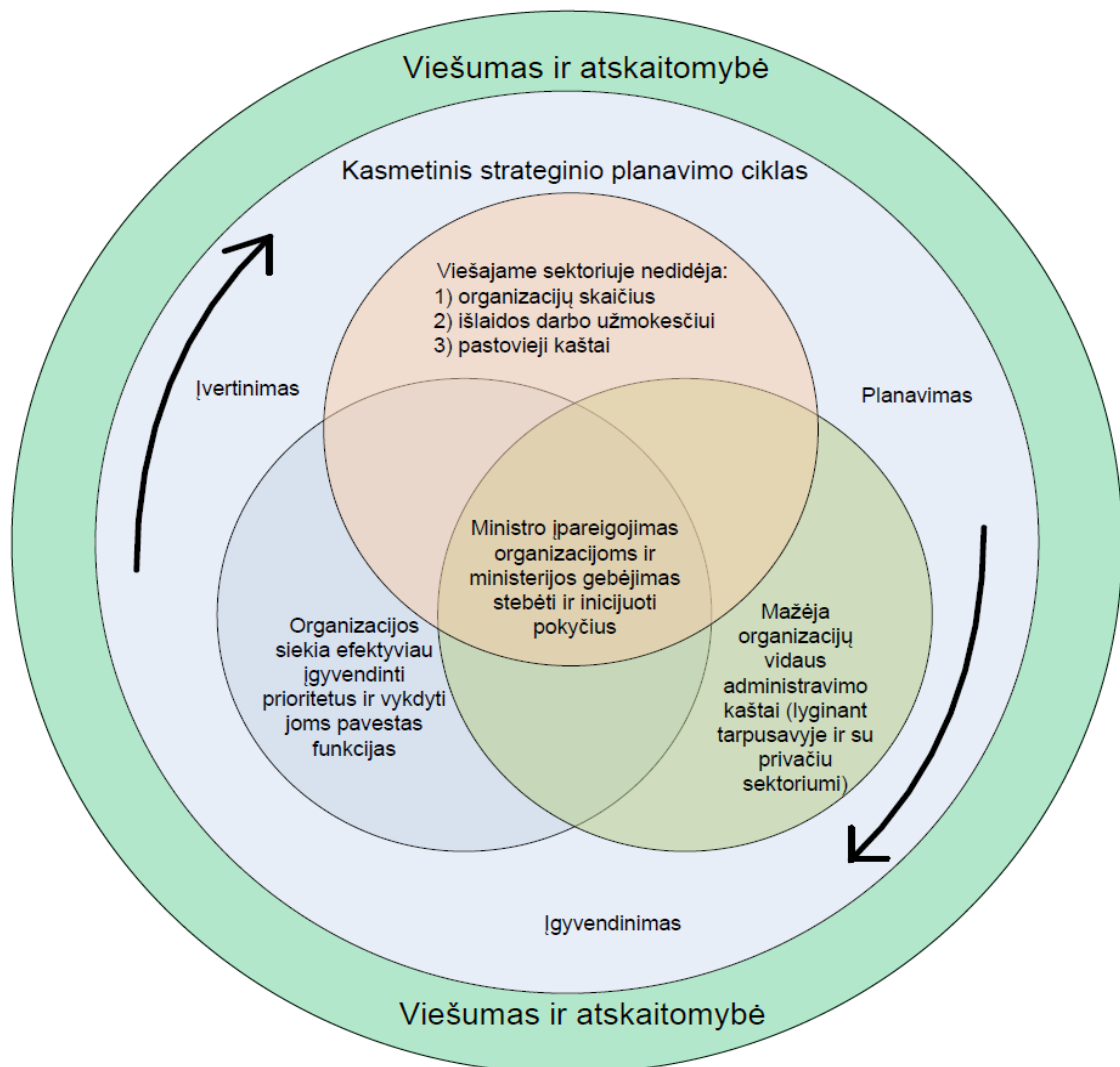 Viešumas ir atskaitomybė
Kasmetinis strateginio planavimo ciklas
Viešajame sektoriuje nedidėja:
1) organizacijų skaičius
2) išlaidos darbo užmokesčiui
3) pastovieji kaštai
Įvertinimas
Planavimas
Ministro įpareigojimas
organizacijoms ir
ministerijos gebėjimas
stebėti ir inicijuoti
pokyčius
Organizacijos
siekia efektyviau
įgyvendinti
prioritetus ir vykdyti
joms pavestas
funkcijas
Mažėja
organizacijų
vidaus
administravimo
kaštai (lyginant
tarpusavyje ir su
privačiu
sektoriumi)
Įgyvendinimas
Viešumas ir atskaitomybė